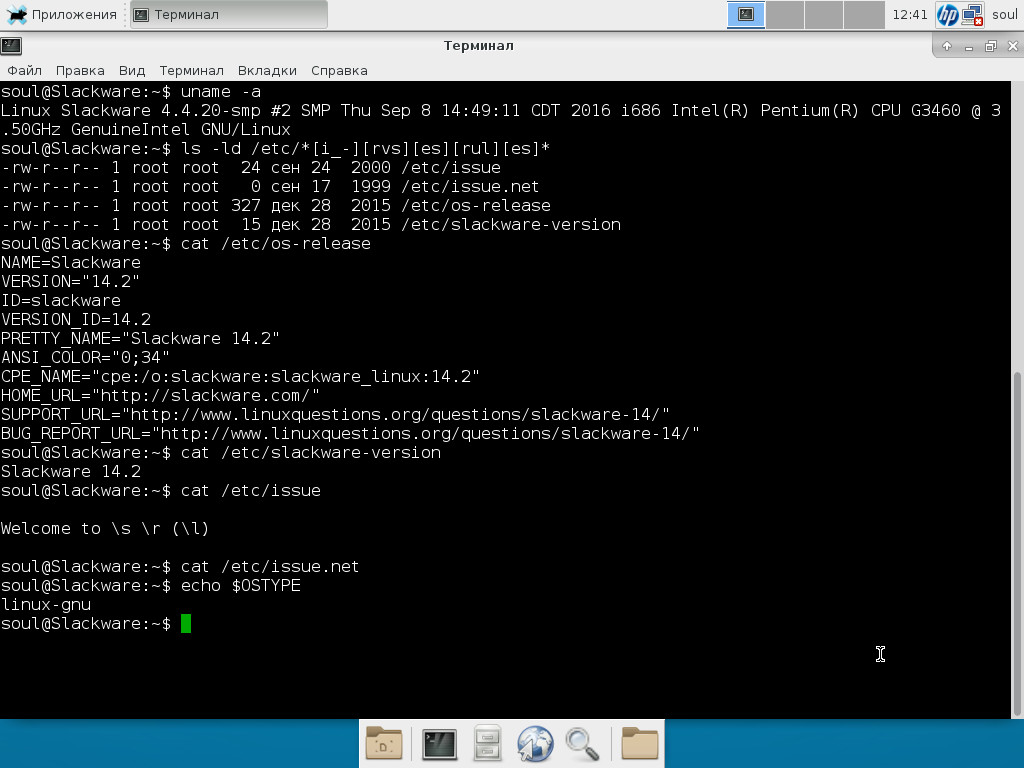 Приложения Терминал 12:41 hp soul
Терминал
Файл Правка Вид Терминал Вкладки Справка
soul@Slackware:~$ uname -a
Linux Slackware 4.4.20-smp #2 SMP Thu Sep 8 14:49:11 CDT 2016 i686 Intel(R) Pentium(R) CPU G3460 @ 3
.50GHz GenuineIntel GNU/Linux
soul@Slackware:~$ ls -ld /etc/*[i_-][rvs][es][rul][es]*
-rw-r--r-- 1 root root  24 сен 24  2000 /etc/issue
-rw-r--r-- 1 root root   0 сен 17  1999 /etc/issue.net
-rw-r--r-- 1 root root 327 дек 28  2015 /etc/os-release
-rw-r--r-- 1 root root  15 дек 28  2015 /etc/slackware-version
soul@Slackware:~$ cat /etc/os-release
NAME=Slackware
VERSION="14.2"
ID=slackware
VERSION_ID=14.2
PRETTY_NAME="Slackware 14.2"
ANSI_COLOR="0;34"
CPE_NAME="cpe:/o:slackware:slackware_linux:14.2"
HOME_URL="http://slackware.com/"
SUPPORT_URL="http://www.linuxquestions.org/questions/slackware-14/"
BUG_REPORT_URL="http://www.linuxquestions.org/questions/slackware-14/"
soul@Slackware:~$ cat /etc/slackware-version
Slackware 14.2
soul@Slackware:~$ cat /etc/issue
Welcome to \s \r (\l)
soul@Slackware:~$ cat /etc/issue.net
soul@Slackware:~$ echo $OSTYPE
linux-gnu
soul@Slackware:~$
D